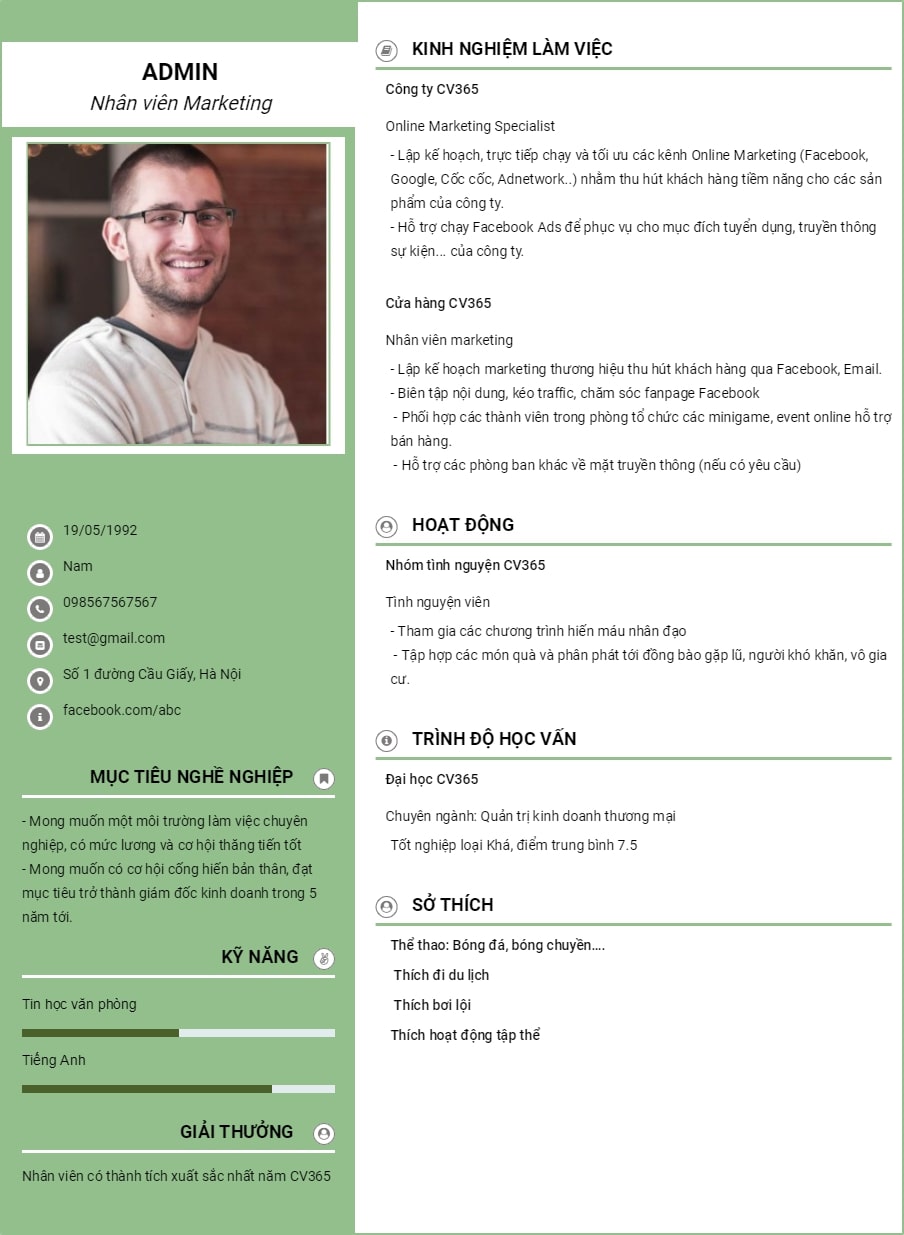 ADMIN
Nhân viên Marketing
19/05/1992
Nam
098567567567
test@gmail.com
Số 1 đường Cầu Giấy, Hà Nội
facebook.com/abc
MỤC TIÊU NGHỀ NGHIỆP
- Mong muốn một môi trường làm việc chuyên
nghiệp, có mức lương và cơ hội thăng tiến tốt
- Mong muốn có cơ hội cống hiến bản thân, đạt
mục tiêu trở thành giám đốc kinh doanh trong 5
năm tới.
KỸ NĂNG
Tin học văn phòng
Tiếng Anh
GIẢI THƯỞNG
Nhân viên có thành tích xuất sắc nhất năm CV365
KINH NGHIỆM LÀM VIỆC
Công ty CV365
Online Marketing Specialist
- Lập kế hoạch, trực tiếp chạy và tối ưu các kênh Online Marketing (Facebook,
Google, Cốc cốc, Adnetwork..) nhằm thu hút khách hàng tiềm năng cho các sản
phẩm của công ty.
- Hỗ trợ chạy Facebook Ads để phục vụ cho mục đích tuyển dụng, truyền thông
sự kiện... của công ty.
Cửa hàng CV365
Nhân viên marketing
- Lập kế hoạch marketing thương hiệu thu hút khách hàng qua Facebook, Email.
- Biên tập nội dung, kéo traffic, chăm sóc fanpage Facebook
- Phối hợp các thành viên trong phòng tổ chức các minigame, event online hỗ trợ
bán hàng.
- Hỗ trợ các phòng ban khác về mặt truyền thông (nếu có yêu cầu)
HOẠT ĐỘNG
Nhóm tình nguyện CV365
Tình nguyện viên
- Tham gia các chương trình hiến máu nhân đạo
- Tập hợp các món quà và phân phát tới đồng bào gặp lũ, người khó khăn, vô gia
cư.
TRÌNH ĐỘ HỌC VẤN
Đại học CV365
Chuyên ngành: Quản trị kinh doanh thương mại
Tốt nghiệp loại Khá, điểm trung bình 7.5
SỞ THÍCH
Thể thao: Bóng đá, bóng chuyền....
Thích đi du lịch
Thích bơi lội
Thích hoạt động tập thể